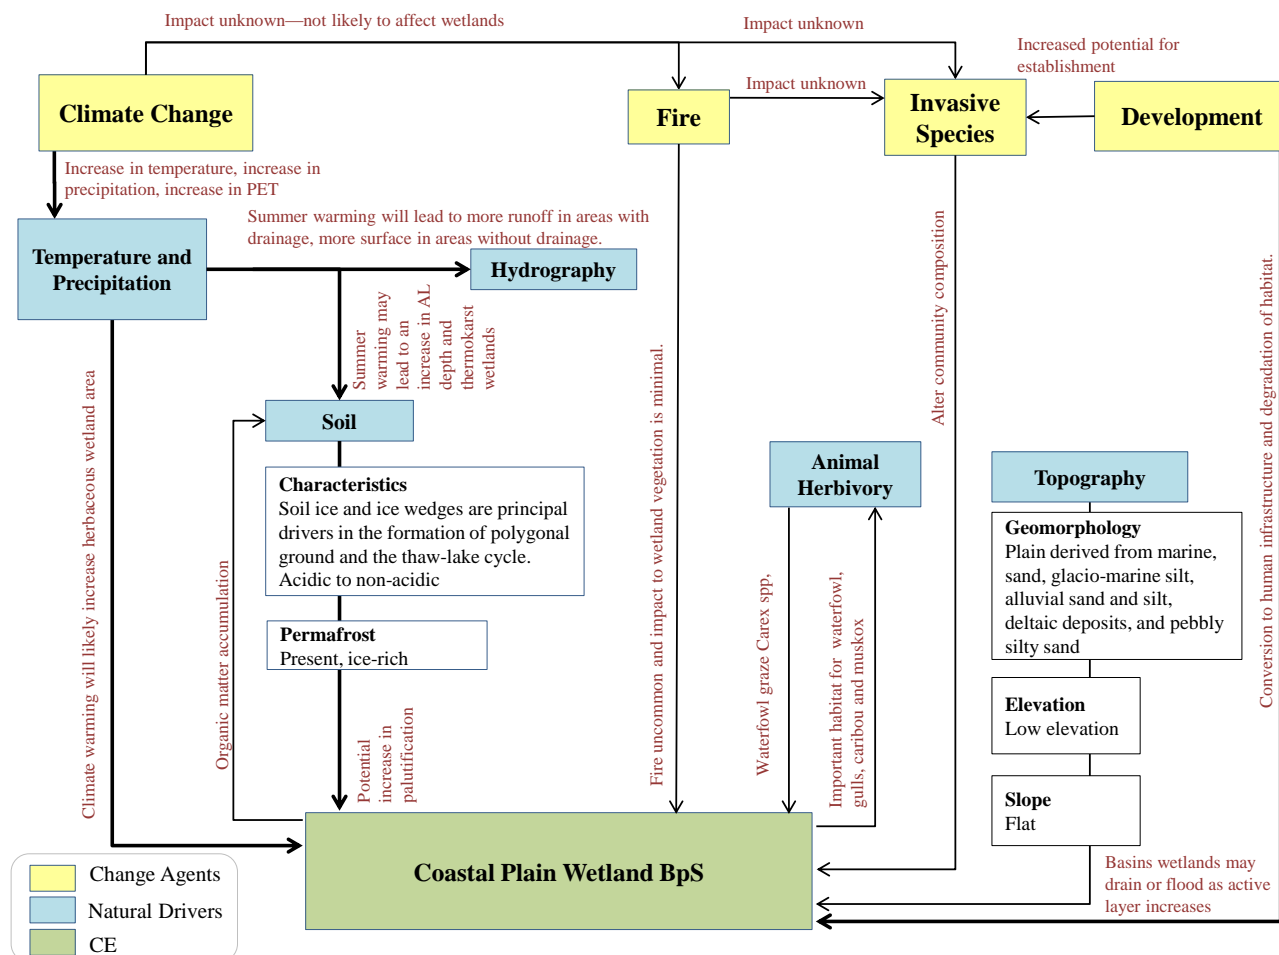 Impact unknown—not likely to affect wetlands
Impact unknown
Increased potential for
establishment
Climate Change
Fire
Impact unknown
Invasive
Species
Development
Increase in temperature, increase in
precipitation, increase in PET
Summer warming will lead to more runoff in areas with
drainage, more surface in areas without drainage.
Temperature and
Precipitation
Hydrography
Summer
warming may
lead to an
increase in AL
depth and
thermokarst
wetlands
Climate warming will likely increase herbaceous wetland area
Soil
Characteristics
Soil ice and ice wedges are principal
drivers in the formation of polygonal
ground and the thaw-lake cycle.
Acidic to non-acidic
Permafrost
Present, ice-rich
Organic matter accumulation
Potential
increase in
palutification
Fire uncommon and impact to wetland vegetation is minimal.
Animal
Herbivory
Waterfowl graze Carex spp,
Important habitat for waterfowl,
gulls, caribou and muskox
Alter community composition
Topography
Geomorphology
Plain derived from marine,
sand, glacio-marine silt,
alluvial sand and silt,
deltaic deposits, and pebbly
silty sand
Elevation
Low elevation
Slope
Flat
Conversion to human infrastructure and degradation of habitat.
Basins wetlands may
drain or flood as active
layer increases
Coastal Plain Wetland BpS
Change Agents
Natural Drivers
CE